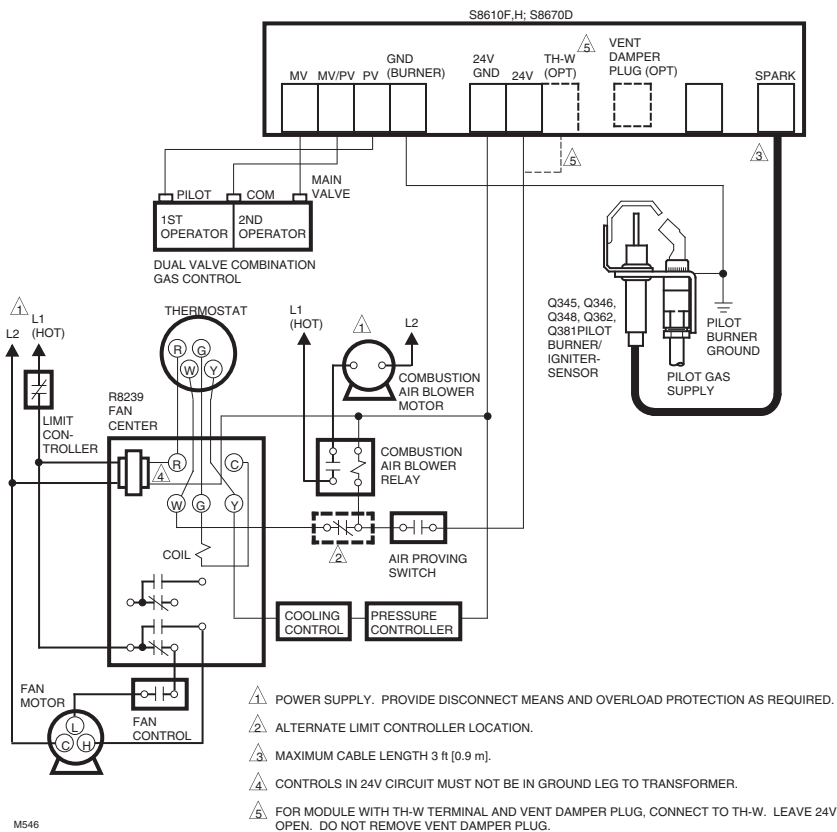 S8610F,H; S8670D
5
MV
MV/PV
PV
GND
(BURNER)
24V
GND
24V
TH-W
(OPT)
VENT
DAMPER
PLUG (OPT)
SPARK
5
3
PILOT
COM
MAIN
VALVE
1ST
OPERATOR
2ND
OPERATOR
DUAL VALVE COMBINATION
GAS CONTROL
Q345, Q346,
Q348, Q362,
Q381PILOT
BURNER/
IGNITER-
SENSOR
PILOT
BURNER
GROUND
PILOT GAS
SUPPLY
1
L2
L1
(HOT)
LIMIT
CON-
TROLLER
THERMOSTAT
R
G
W
Y
L1
(HOT)
1
L2
COMBUSTION
AIR BLOWER
MOTOR
R8239
FAN
CENTER
R
4
C
W
G
Y
COIL
COMBUSTION
AIR BLOWER
RELAY
2
AIR PROVING
SWITCH
COOLING
CONTROL
PRESSURE
CONTROLLER
FAN
MOTOR
L
C
H
FAN
CONTROL
1 POWER SUPPLY. PROVIDE DISCONNECT MEANS AND OVERLOAD PROTECTION AS REQUIRED.
2 ALTERNATE LIMIT CONTROLLER LOCATION.
3 MAXIMUM CABLE LENGTH 3 ft [0.9 m].
4 CONTROLS IN 24V CIRCUIT MUST NOT BE IN GROUND LEG TO TRANSFORMER.
5 FOR MODULE WITH TH-W TERMINAL AND VENT DAMPER PLUG, CONNECT TO TH-W. LEAVE 24V
OPEN. DO NOT REMOVE VENT DAMPER PLUG.
M546